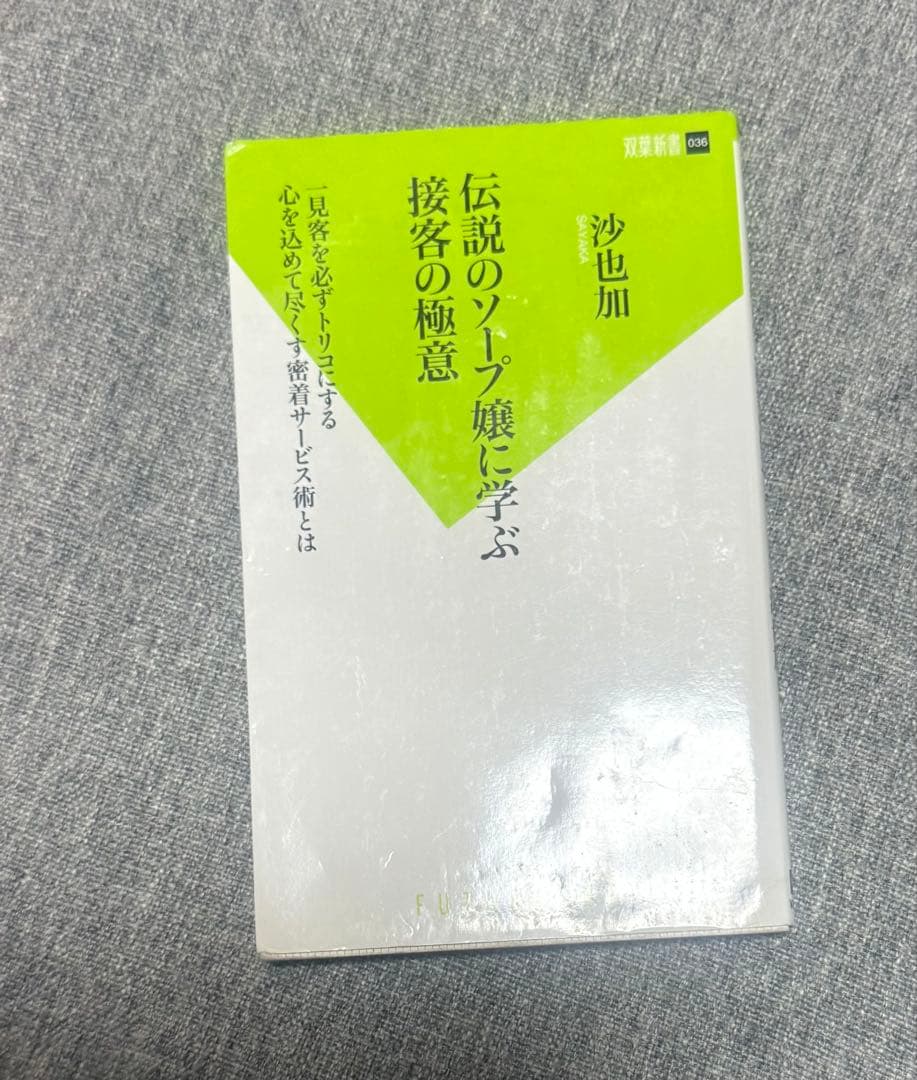 双葉新書 036
沙也加
SAYAKA
伝説のソープ嬢に学ぶ
接客の極意
一見客を必ずトリコにする
心を込めて尽くす密着サービス術とは